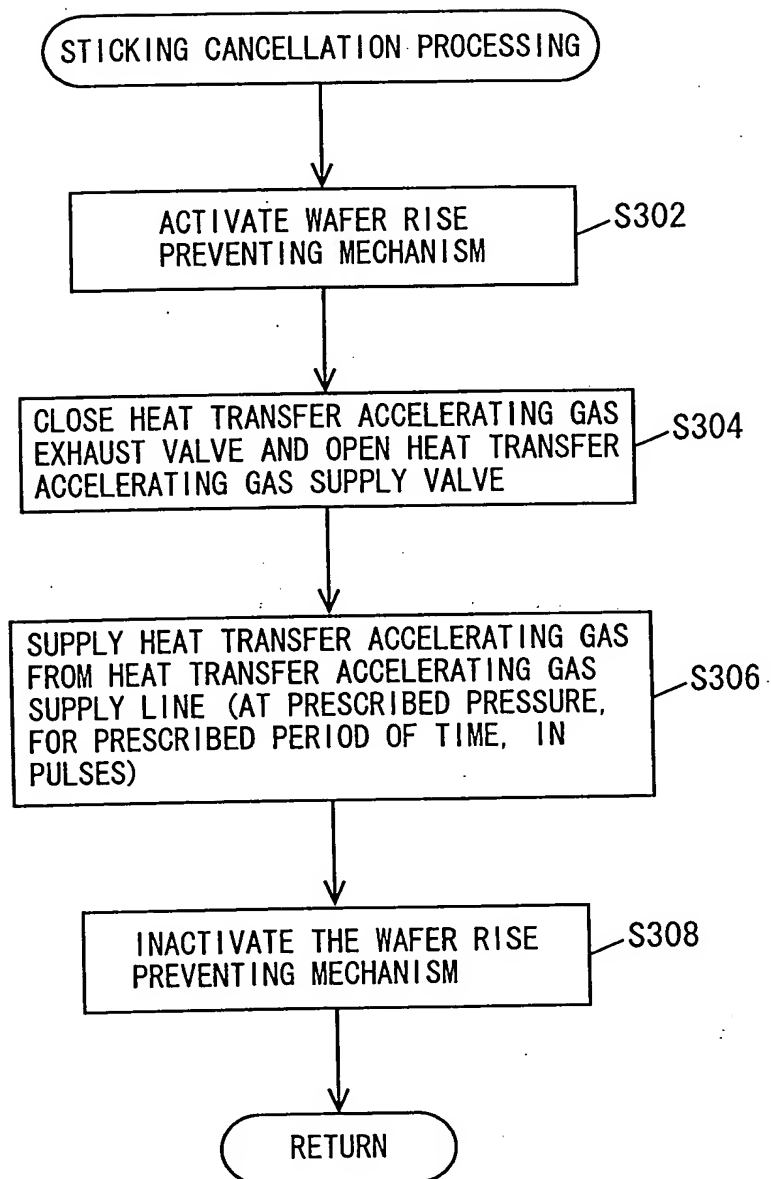 STICKING CANCELLATION PROCESSING
ACTIVATE WAFER RISE
PREVENTING MECHANISM
S302
CLOSE HEAT TRANSFER ACCELERATING GAS
EXHAUST VALVE AND OPEN HEAT TRANSFER
ACCELERATING GAS SUPPLY VALVE
S304
SUPPLY HEAT TRANSFER ACCELERATING GAS
FROM HEAT TRANSFER ACCELERATING GAS
SUPPLY LINE (AT PRESCRIBED PRESSURE,
FOR PRESCRIBED PERIOD OF TIME, IN
PULSES)
S306
INACTIVATE THE WAFER RISE
PREVENTING MECHANISM
S308
RETURN